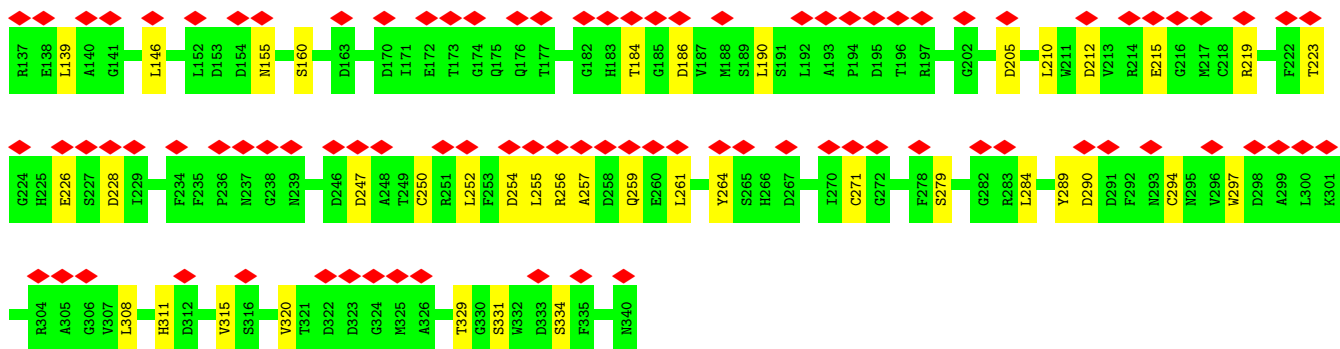 R137 E138 L139 A140 G141 L146 L152 D153 D154 N155 S160 D163 D170 I171 E172 T173 G174 Q175 Q176 T177 G182 H183 T184 G185 D186 V187 M188 S189 L190 S191 L192 A193 P194 D195 T196 R197 G202 D205 L210 W211 D212 V213 R214 E215 G216 M217 C218 R219 F222 T223
G224 H225 E226 S227 D228 I229 F234 F235 P236 N237 G238 N239 D246 D247 A248 T249 C250 R251 L252 F253 D254 L255 R256 A257 D258 Q259 E260 L261 Y264 S265 H266 D267 I270 C271 G272 F278 S279 G282 R283 L284 Y289 D290 D291 F292 N293 C294 N295 V296 W297 D298 A299 L300 K301
R304 A305 G306 V307 L308 H311 D312 V315 S316 V320 T321 D322 D323 G324 M325 A326 T329 G330 S331 W332 D333 S334 F335 N340